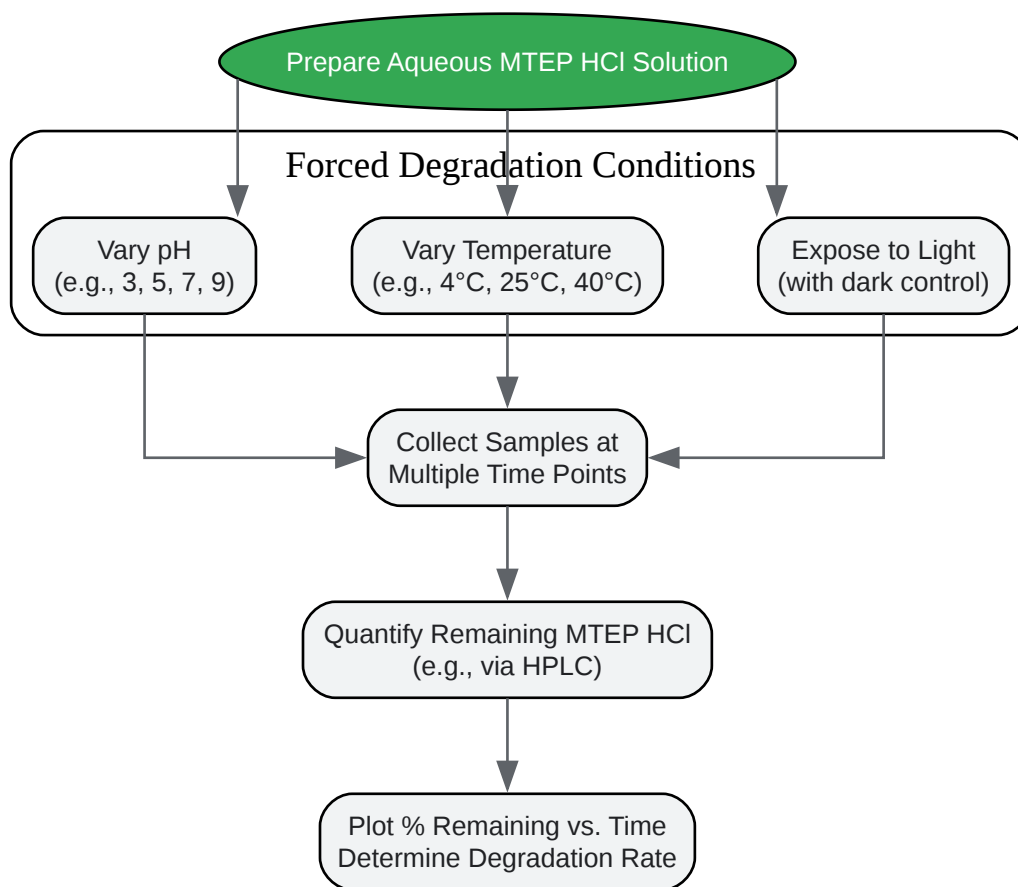 Prepare Aqueous MTEP HCl Solution
Forced Degradation Conditions
Vary pH
(e.g., 3, 5, 7, 9)
Vary Temperature
(e.g., 4°C, 25°C, 40°C)
Expose to Light
(with dark control)
Collect Samples at
Multiple Time Points
Quantify Remaining MTEP HCl
(e.g., via HPLC)
Plot % Remaining vs. Time
Determine Degradation Rate